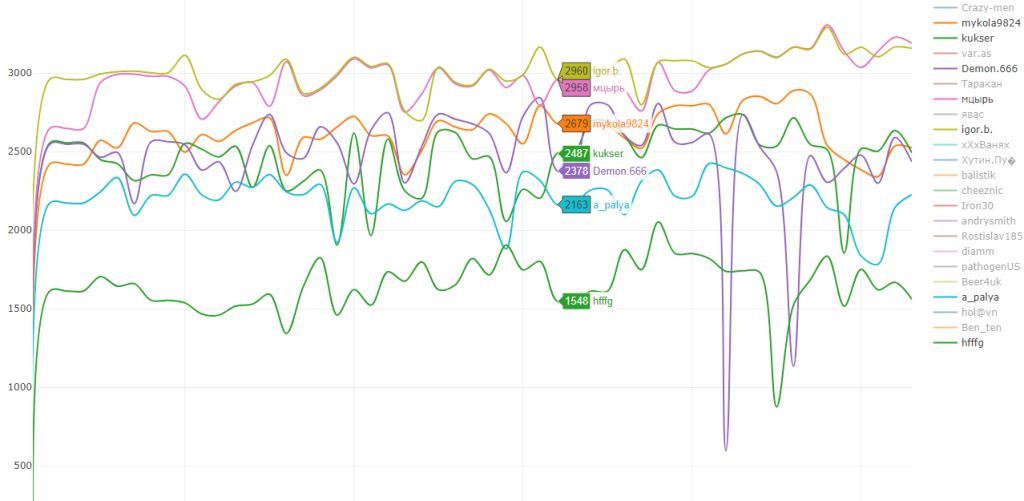 3000
2500
2000
1500
1000
500
2960 Igor.b.
2958 мцырь
2679 mykola9824
2487 kukser
2378 Demon.666
2163 a_palya
1548 hfffg
Crazy-men
mykola9824
kukser
var.as
Demon.666
Таракан
мцырь
явас
Igor.b.
xXxВанях
Хутин.Пу�
balistik
cheeznic
Iron30
andrysmith
Rostislav185
diamm
pathogenUS
Beer4uk
a_palya
hol@vn
Ben_ten
hfffg